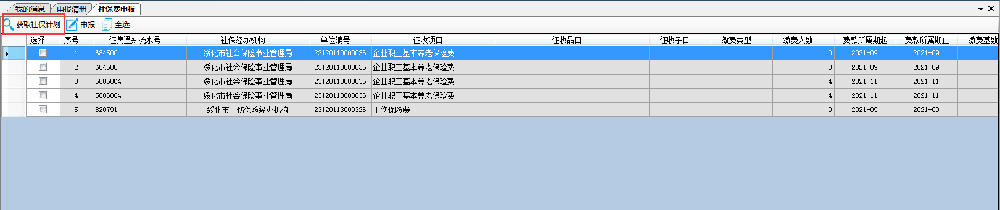 我的消息 申报清册 社保费申报
获取社保计划 申报 全选
选择 序号 征集通知流水号 社保经办机构 单位编号 征收项目 征收品目 征收子目 缴费类型 缴费人数 费款所属期起 费款所属期止 缴费基数
1 684500 绥化市社会保险事业管理局 23120110000036 企业职工基本养老保险费 0 2021-09 2021-09
2 684500 绥化市社会保险事业管理局 23120110000036 企业职工基本养老保险费 0 2021-09 2021-09
3 5086064 绥化市社会保险事业管理局 23120110000036 企业职工基本养老保险费 4 2021-11 2021-11
4 5086064 绥化市社会保险事业管理局 23120110000036 企业职工基本养老保险费 4 2021-11 2021-11
5 820791 绥化市工伤保险经办机构 23120113000326 工伤保险费 0 2021-09 2021-09